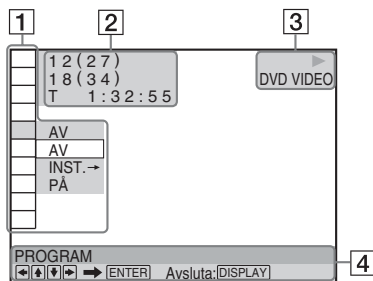 1
2
3
12(27)
18(34)
T 1:32:55
DVD VIDEO
AV
AV
INST.→
PÅ
PROGRAM
ENTER Avsluta: DISPLAY
4